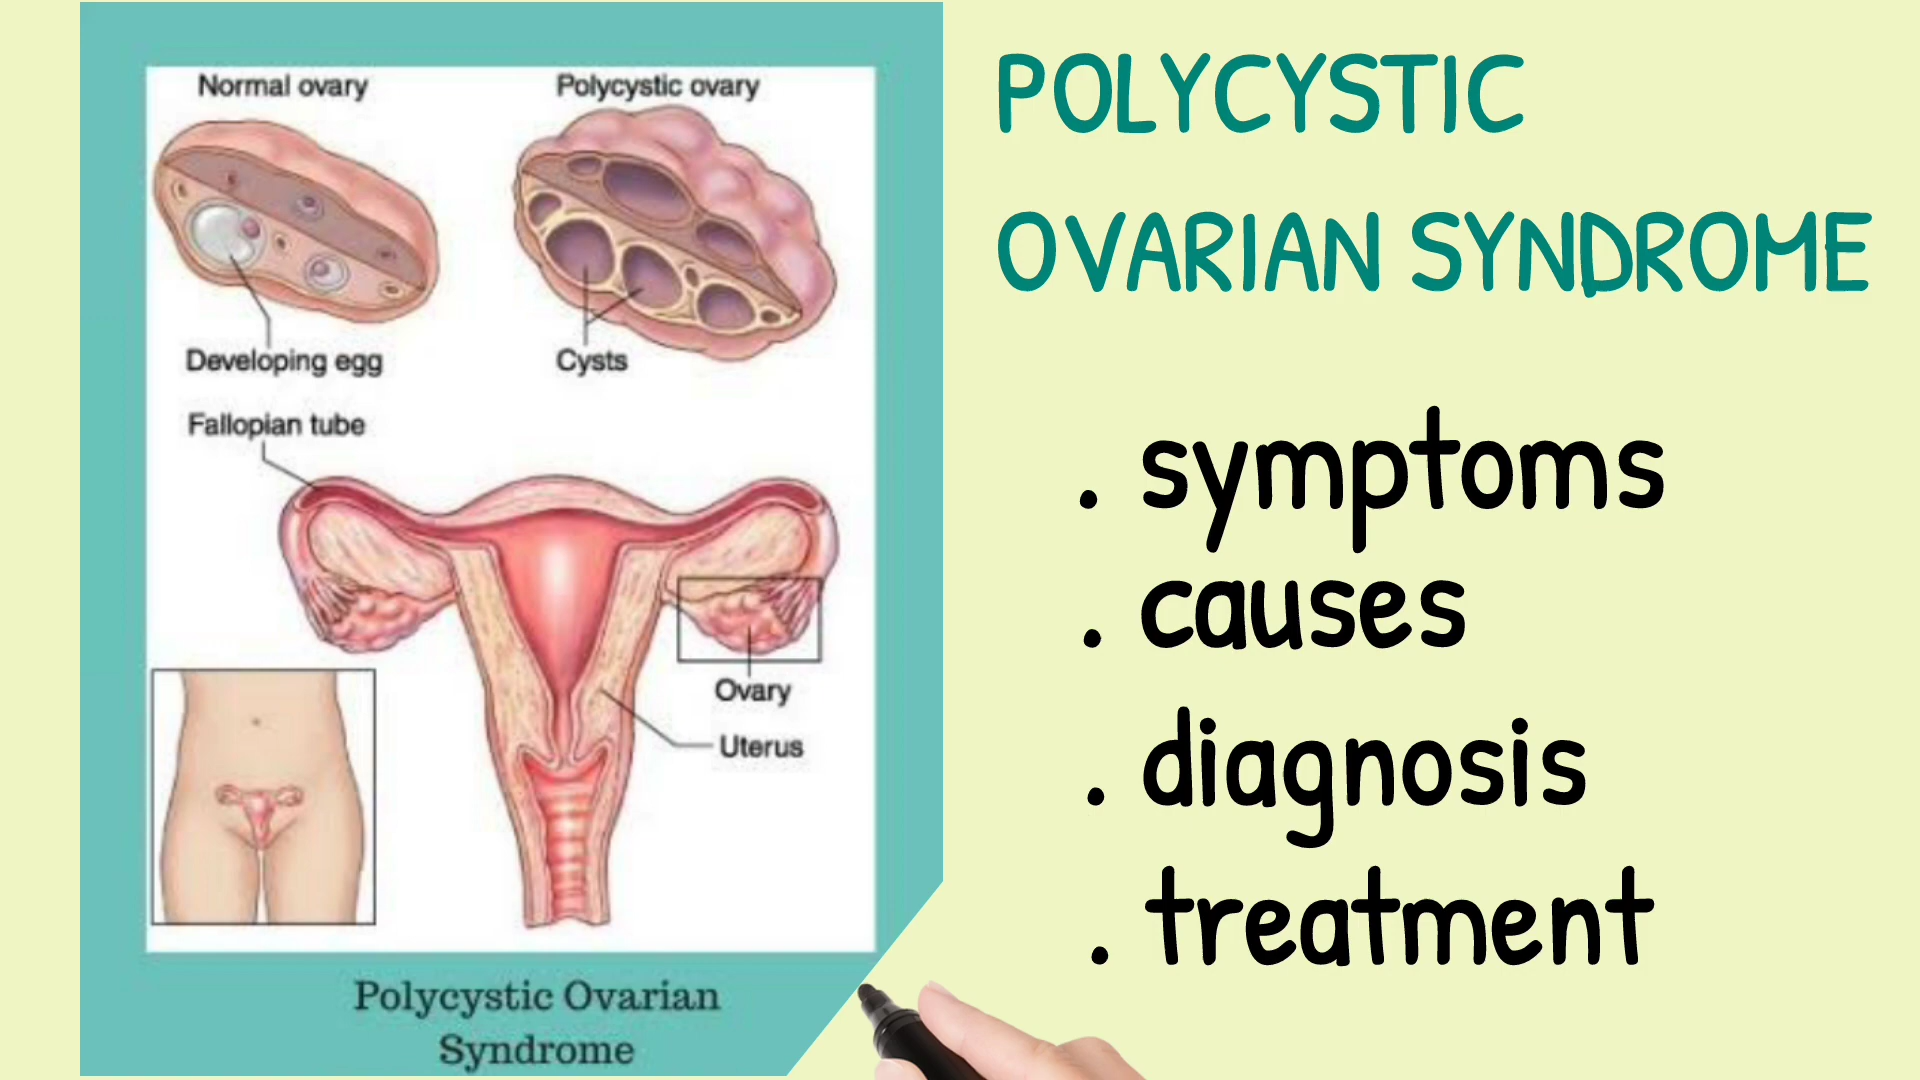 Normal ovary
Polycystic ovary
Developing egg
Cysts
Fallopian tube
Ovary
Uterus
Polycystic Ovarian
Syndrome
POLYCYSTIC
OVARIAN SYNDROME
. symptoms
. causes
. diagnosis
. treatment